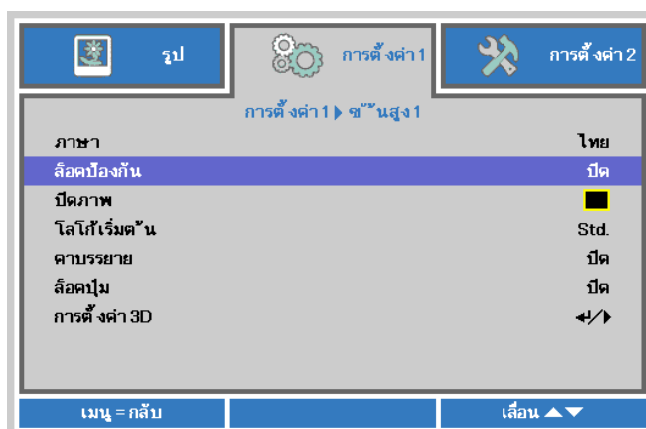 รูป การตั้งค่า 1 การตั้งค่า 2
การตั้งค่า 1 ▶ ขั้นสูง 1
ภาษา ไทย
ล็อคป้องกัน ปิด
ปิดภาพ
โลโก้เริ่มต้น Std.
คาบรรยาย ปิด
ล็อคปุ่ม ปิด
การตั้งค่า 3D ↵/▶
เมนู = กลับ เลื่อน ▲▼